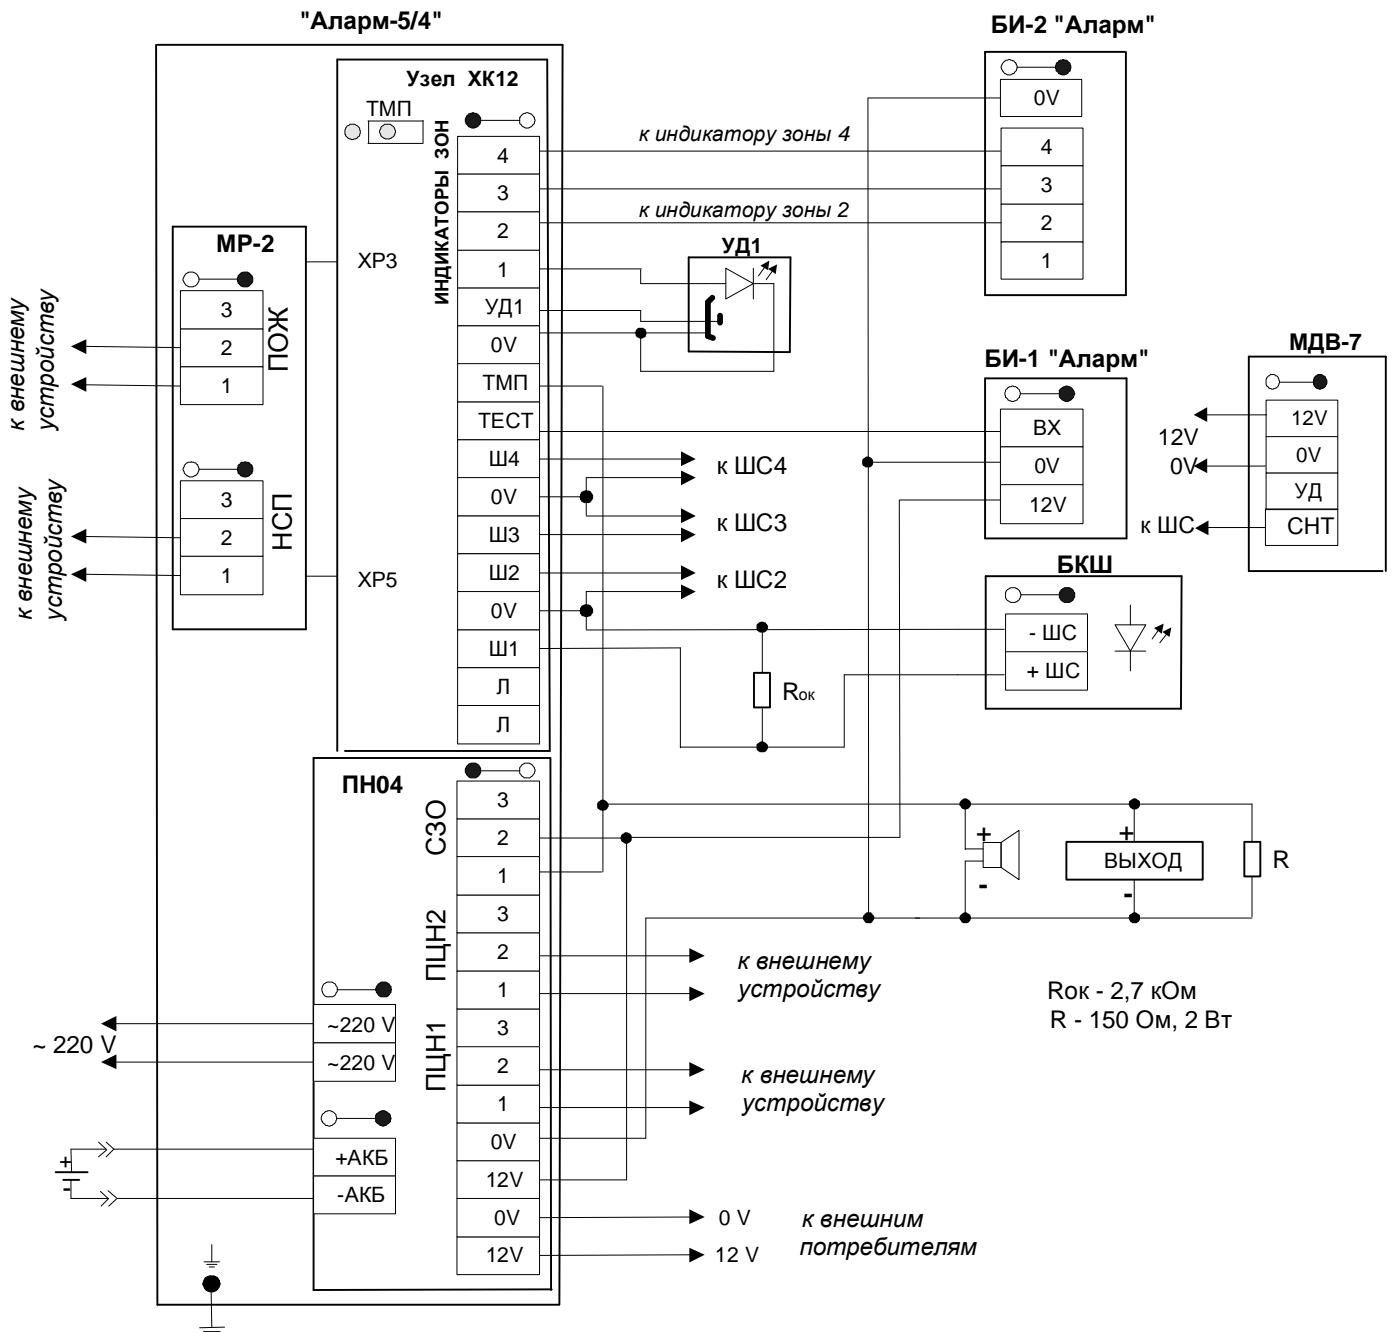 "Аларм-5/4"
Узел ХК12
ТМП
ИНДИКАТОРЫ ЗОН
4
3
2
1
УД1
0V
ТМП
ТЕСТ
Ш4
0V
Ш3
Ш2
0V
Ш1
Л
Л
ХР3
ХР5
МР-2
3
2
1
ПОЖ
3
2
1
НСП
к внешнему
устройству
к внешнему
устройству
к индикатору зоны 4
к индикатору зоны 2
УД1
к ШС4
к ШС3
к ШС2
Rок
БИ-2 "Аларм"
0V
4
3
2
1
БИ-1 "Аларм"
ВХ
0V
12V
МДВ-7
12V
0V
УД
СНТ
12V
0V
к ШС
БКШ
- ШС
+ ШС
ПН04
СЗО
3
2
1
ПЦН2
3
2
1
ПЦН1
3
2
1
0V
12V
0V
12V
~220 V
~220 V
~ 220 V
+АКБ
-АКБ
+
-
+
-
+
ВЫХОД
-
R
к внешнему
устройству
к внешнему
устройству
0 V
12 V
к внешним
потребителям
Rок - 2,7 кОм
R - 150 Ом, 2 Вт